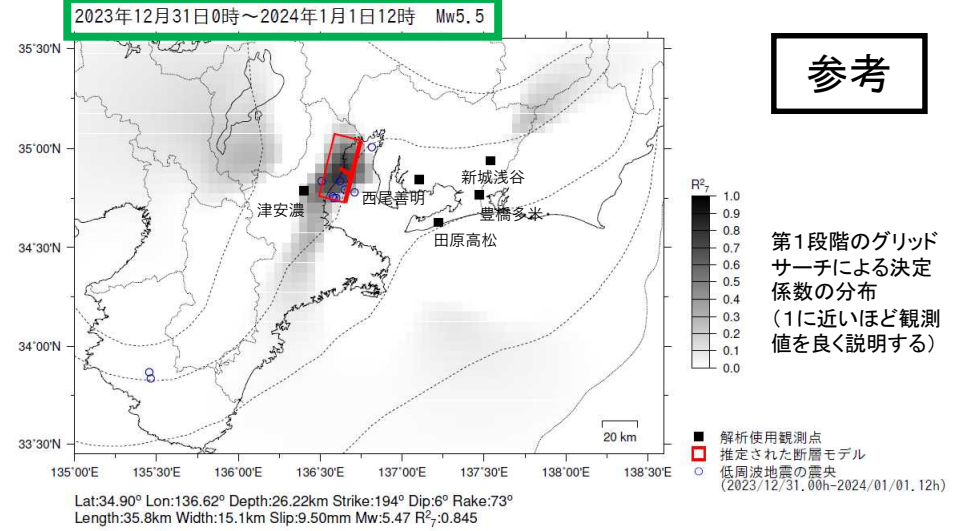 2023年12月31日0時～2024年1月1日12時　Mw5.5
参考
35°30'N
35°00'N
34°30'N
34°00'N
33°30'N
135°00'E
135°30'E
136°00'E
136°30'E
137°00'E
137°30'E
138°00'E
138°30'E
津安濃
西尾善明
新城浅谷
豊橋多米
田原高松
20 km
R²₇
1.0
0.9
0.8
0.7
0.6
0.5
0.4
0.3
0.2
0.1
0.0
第１段階のグリッド
サーチによる決定
係数の分布
（１に近いほど観測
値を良く説明する）
解析使用観測点
推定された断層モデル
低周波地震の震央
(2023/12/31.00h-2024/01/01.12h)
Lat:34.90° Lon:136.62° Depth:26.22km Strike:194° Dip:6° Rake:73°
Length:35.8km Width:15.1km Slip:9.50mm Mw:5.47 R²₇:0.845